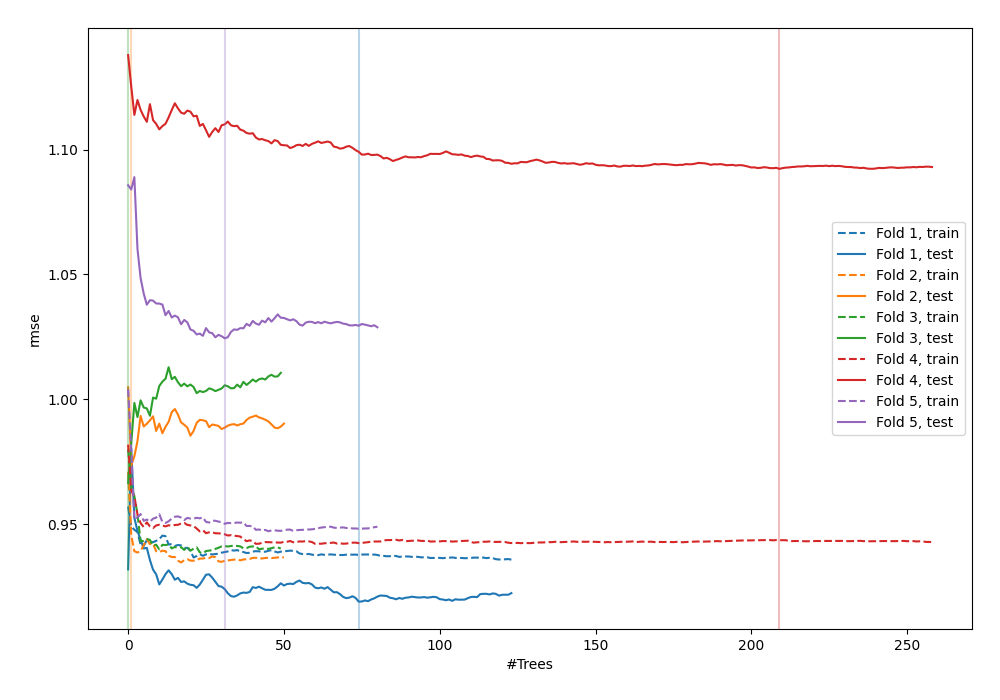 1.10
1.05
1.00
0.95
rmse
0
50
100
150
200
250
#Trees
Fold 1, train
Fold 1, test
Fold 2, train
Fold 2, test
Fold 3, train
Fold 3, test
Fold 4, train
Fold 4, test
Fold 5, train
Fold 5, test